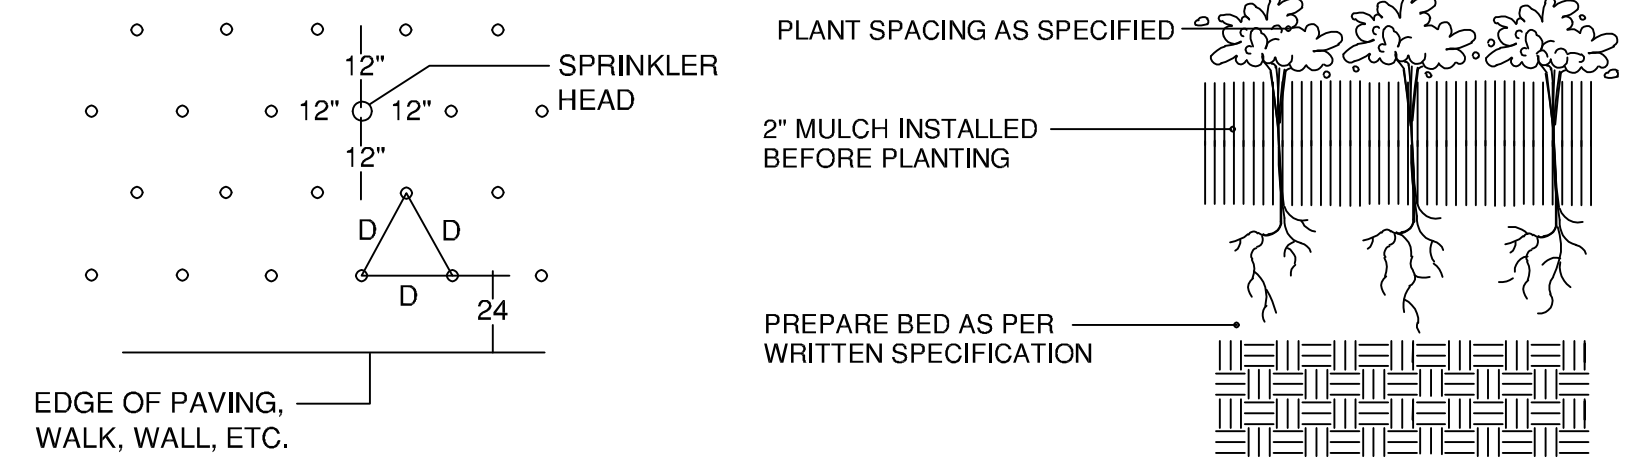 12"
SPRINKLER
HEAD
12" 12"
12"
D D
D
24
EDGE OF PAVING,
WALK, WALL, ETC.
PLANT SPACING AS SPECIFIED
2" MULCH INSTALLED
BEFORE PLANTING
PREPARE BED AS PER
WRITTEN SPECIFICATION